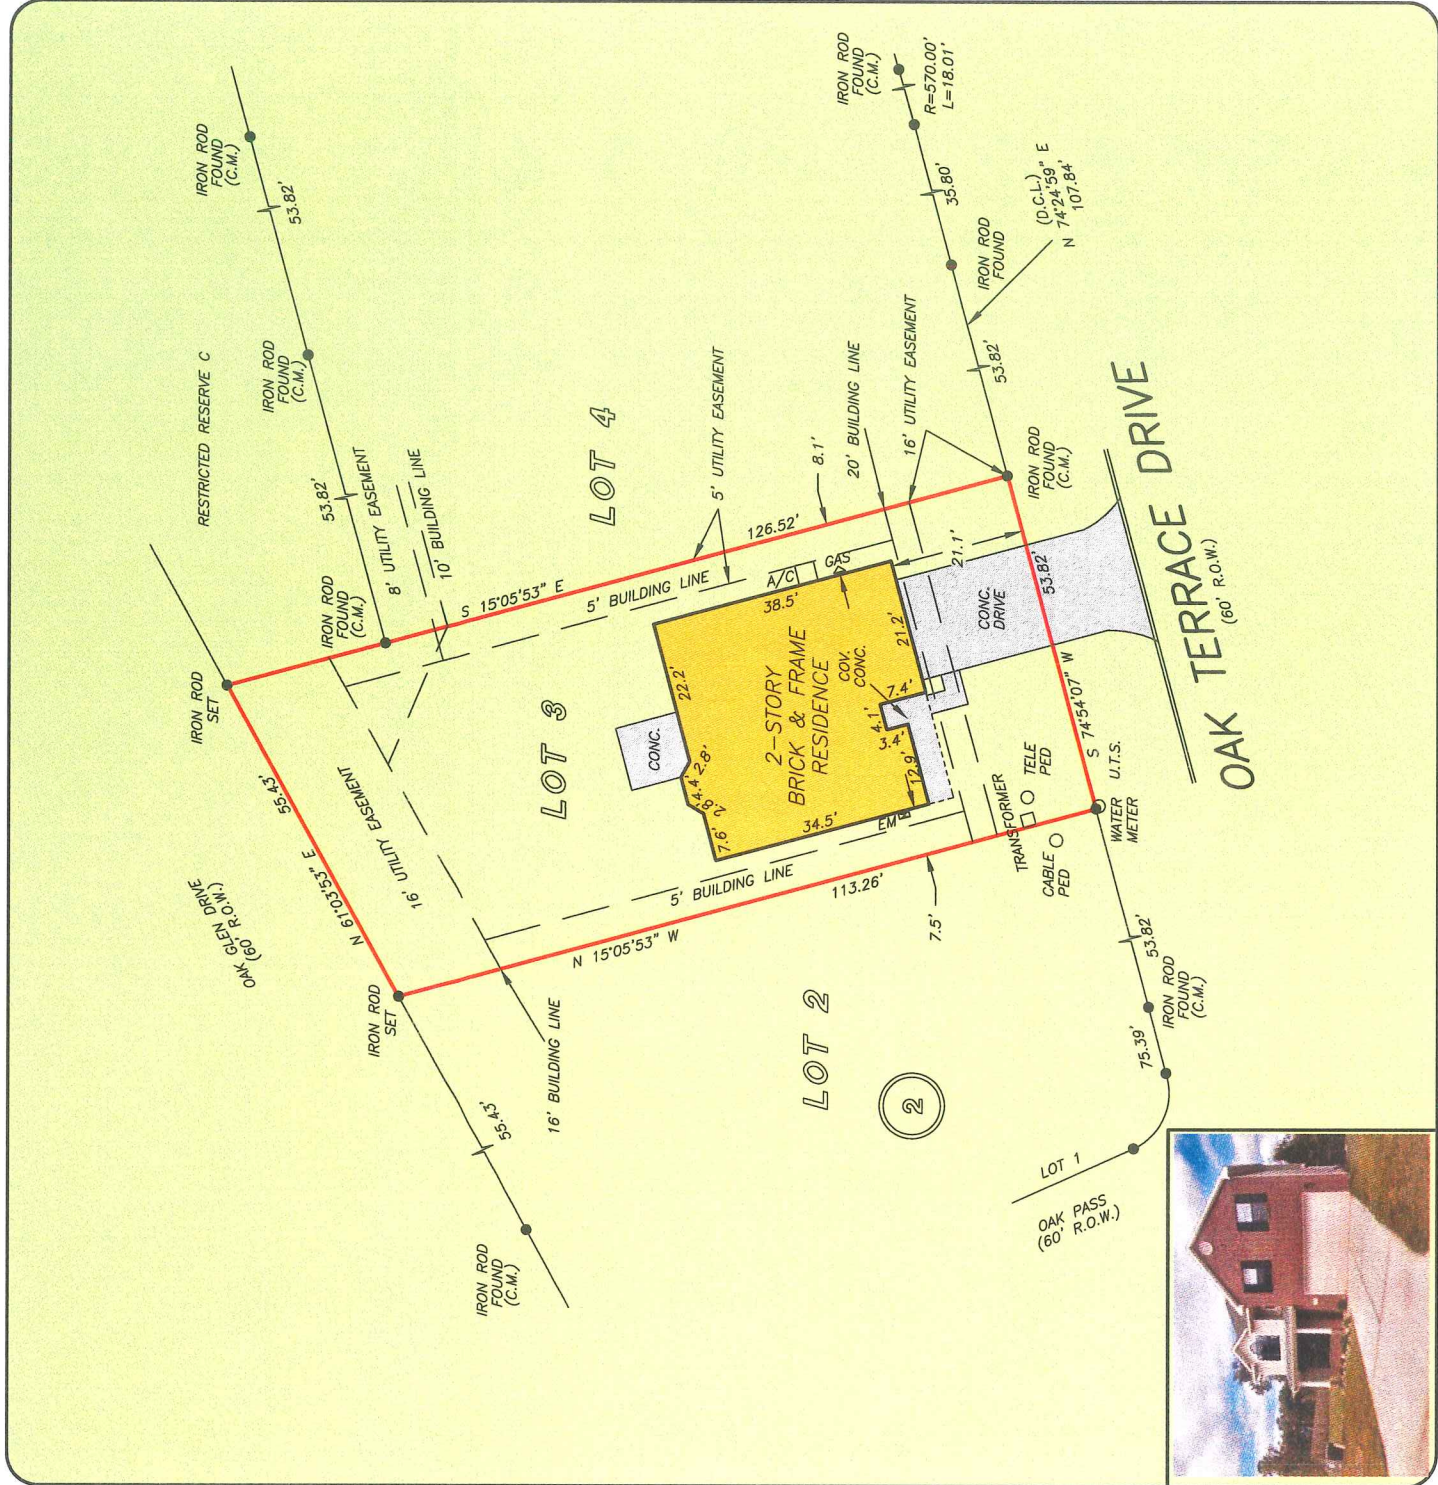 IRON ROD
FOUND
(C.M.)
53.82'
RESTRICTED RESERVE C
IRON ROD
FOUND
(C.M.)
53.82'
8' UTILITY EASEMENT
10' BUILDING LINE
IRON ROD
FOUND
(C.M.)
IRON ROD
SET
55.43'
N 61°03'53" E
OAK GLEN DRIVE
(60' R.O.W.)
16' UTILITY EASEMENT
IRON ROD
SET
16' BUILDING LINE
55.43'
IRON ROD
FOUND
(C.M.)
S 15°05'53" E
126.52'
5' BUILDING LINE
LOT 4
5' UTILITY EASEMENT
8.1'
20' BUILDING LINE
16' UTILITY EASEMENT
LOT 3
CONC.
2-STORY
BRICK & FRAME
RESIDENCE
22.2'
38.5'
A/C
GAS
21.2'
21.1'
7.4'
COV.
CONC.
4.1'
3.4'
12.9'
34.5'
EM
7.6'
2.8'
4.4'
2.8'
5' BUILDING LINE
N 15°05'53" W
113.26'
7.5'
LOT 2
2
CONC.
DRIVE
53.82'
S 74°54'07" W
U.T.S.
TRANSFORMER
TELE
PED
CABLE
PED
WATER
METER
OAK TERRACE DRIVE
(60' R.O.W.)
IRON ROD
FOUND
(C.M.)
53.82'
IRON ROD
FOUND
(D.C.L.)
N 74°24'59" E
107.84'
35.80'
IRON ROD
FOUND
(C.M.)
R=570.00'
L=18.01'
53.82'
IRON ROD
FOUND
(C.M.)
75.39'
LOT 1
OAK PASS
(60' R.O.W.)